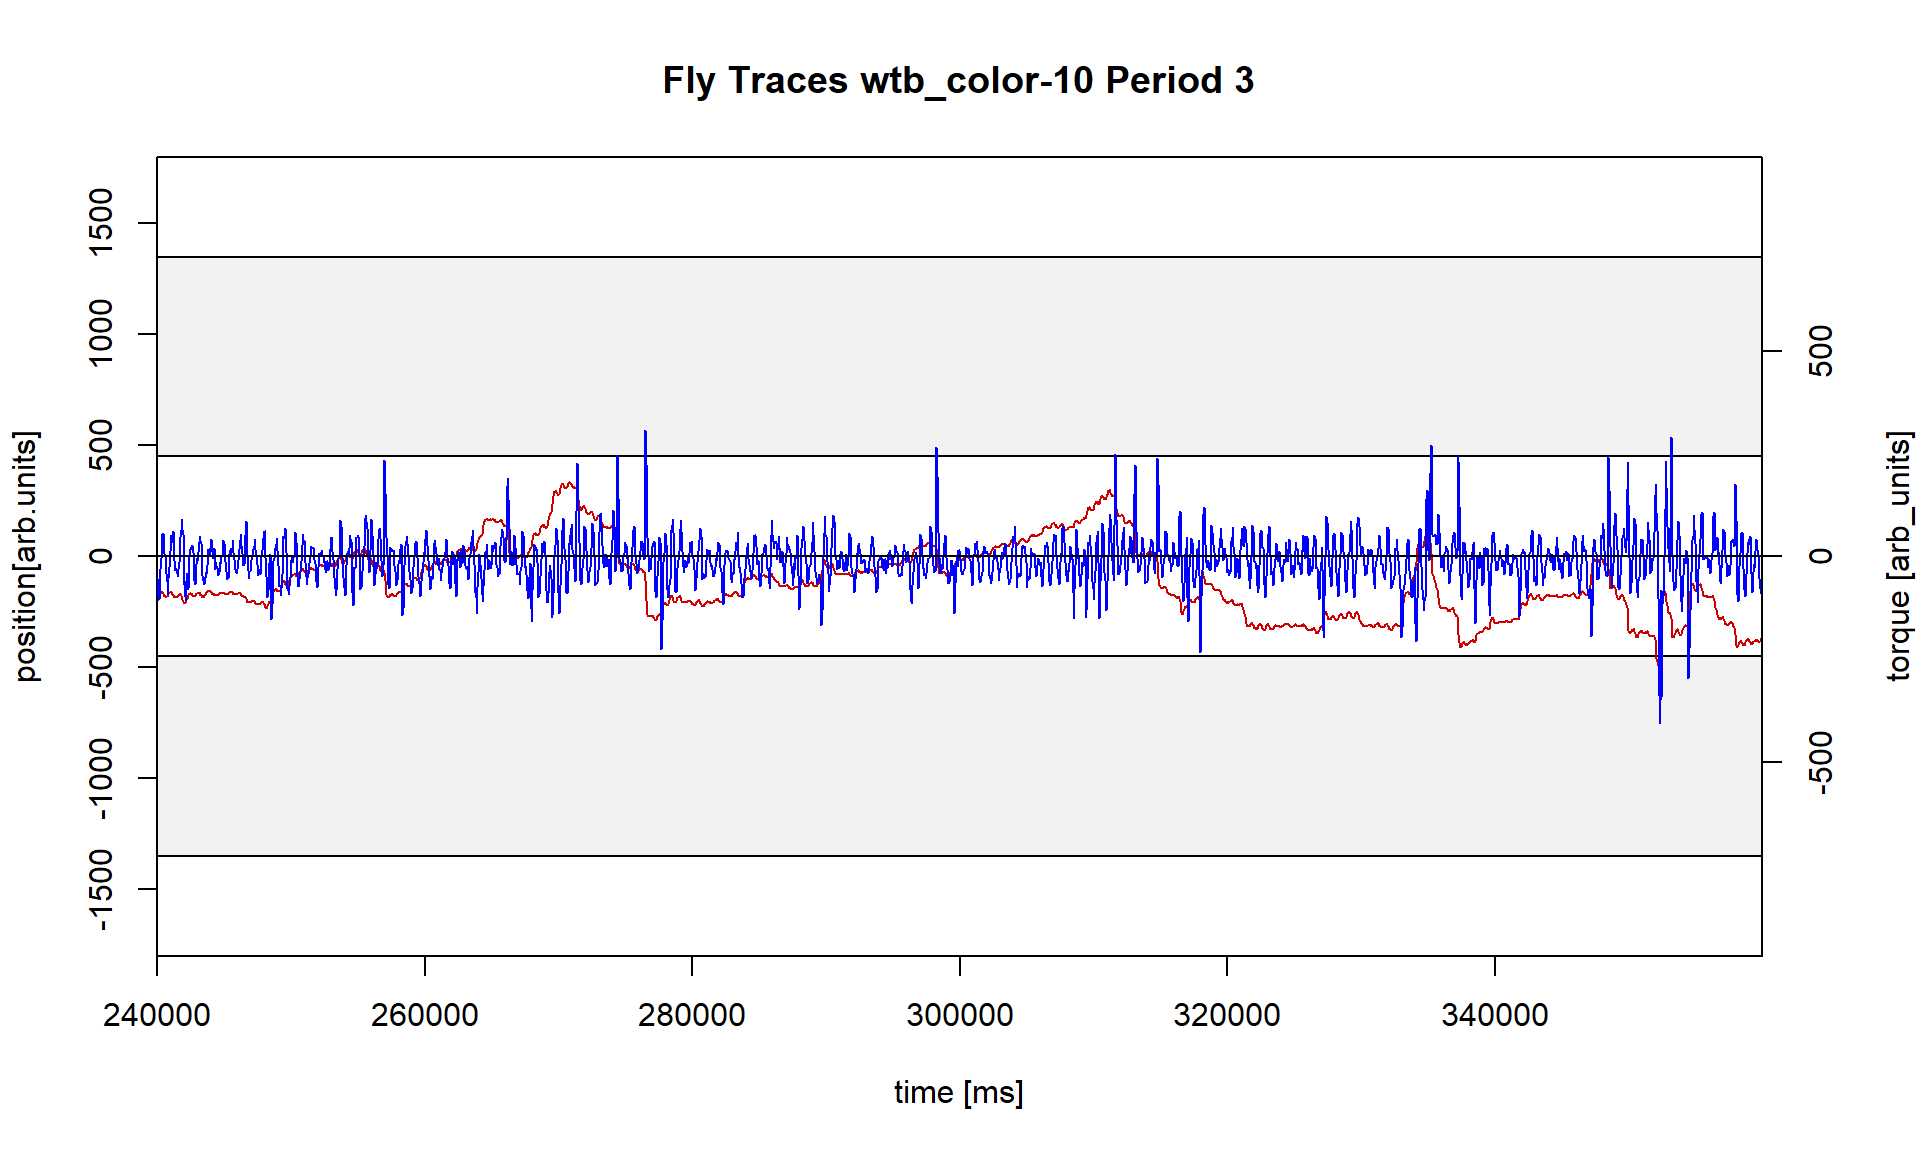 Fly Traces wtb_color-10 Period 3
position[arb.units]
1500
1000
500
0
-500
-1000
-1500
500
0
-500
torque [arb_units]
240000 260000 280000 300000 320000 340000
time [ms]